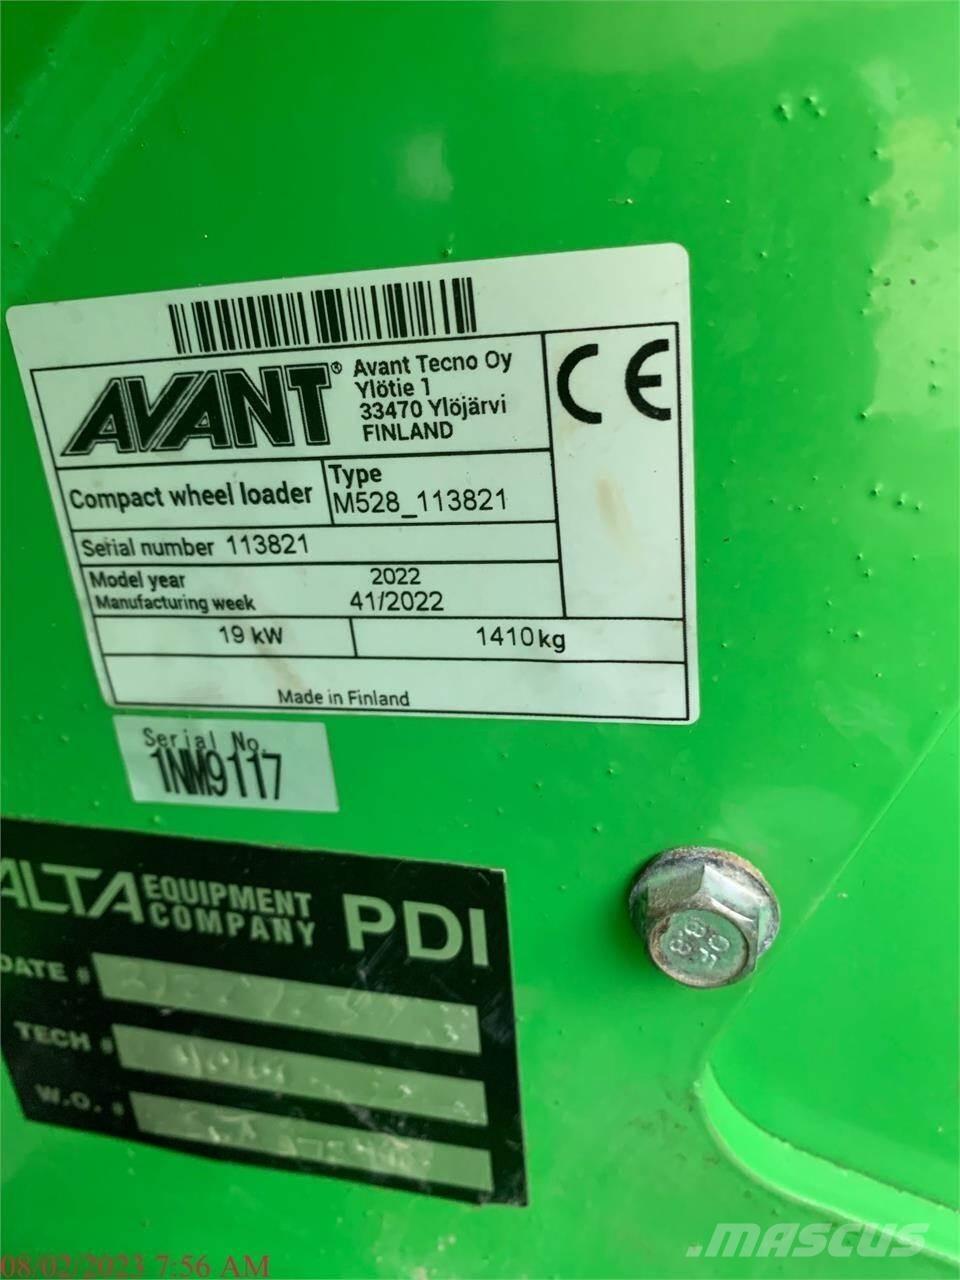 AVANT®
Avant Tecno Oy
Ylötie 1
33470 Ylöjärvi
FINLAND
CE
Compact wheel loader
Type
M528_113821
Serial number 113821
Model year 2022
Manufacturing week 41/2022
19 kW
1410kg
Made in Finland
Serial No.
1NM9117
ALTA EQUIPMENT COMPANY PDI
DATE #
TECH #
W.O. #
MASCUS
08/02/2023 7:56 AM